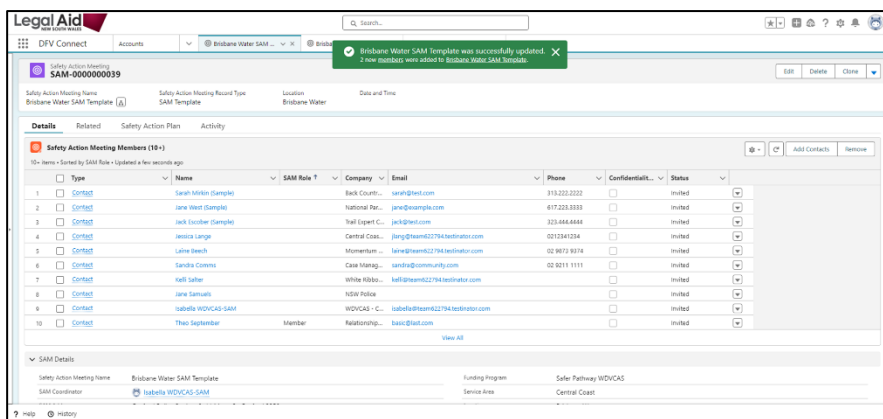 Legal Aid
NEW SOUTH WALES
Search...
DFV Connect
Accounts
Brisbane Water SAM ...
Brisba
Brisbane Water SAM Template was successfully updated.
2 new members were added to Brisbane Water SAM Template.
Safety Action Meeting
SAM-0000000039
Edit Delete Clone
Safety Action Meeting Name Safety Action Meeting Record Type Location Date and Time
Brisbane Water SAM Template SAM Template Brisbane Water
Details Related Safety Action Plan Activity
Safety Action Meeting Members (10+)
Add Contacts Remove
10+ items • Sorted by SAM Role • Updated a few seconds ago
Type Name SAM Role ↑ Company Email Phone Confidentialit... Status
1 Contact Sarah Mirkin (Sample) Back Countr... sarah@test.com 313.222.2222 Invited
2 Contact Jane West (Sample) National Par... jane@example.com 617.223.3333 Invited
3 Contact Jack Escober (Sample) Trail Expert C... jack@test.com 323.444.4444 Invited
4 Contact Jessica Lange Central Coas... jlang@team622794.testinator.com 0212341234 Invited
5 Contact Laine Beech Momentum ... laine@team622794.testinator.com 02 9873 9374 Invited
6 Contact Sandra Comms Case Manag... sandra@community.com 02 9211 1111 Invited
7 Contact Kelli Salter White Ribbo... kelli@team622794.testinator.com Invited
8 Contact Jane Samuels NSW Police Invited
9 Contact Isabella WDVCAS-SAM WDVCAS - C... isabella@team622794.testinator.com Invited
10 Contact Theo September Member Relationship... basic@last.com Invited
View All
SAM Details
Safety Action Meeting Name Brisbane Water SAM Template Funding Program Safer Pathway WDVCAS
SAM Coordinator Isabella WDVCAS-SAM Service Area Central Coast
Help History